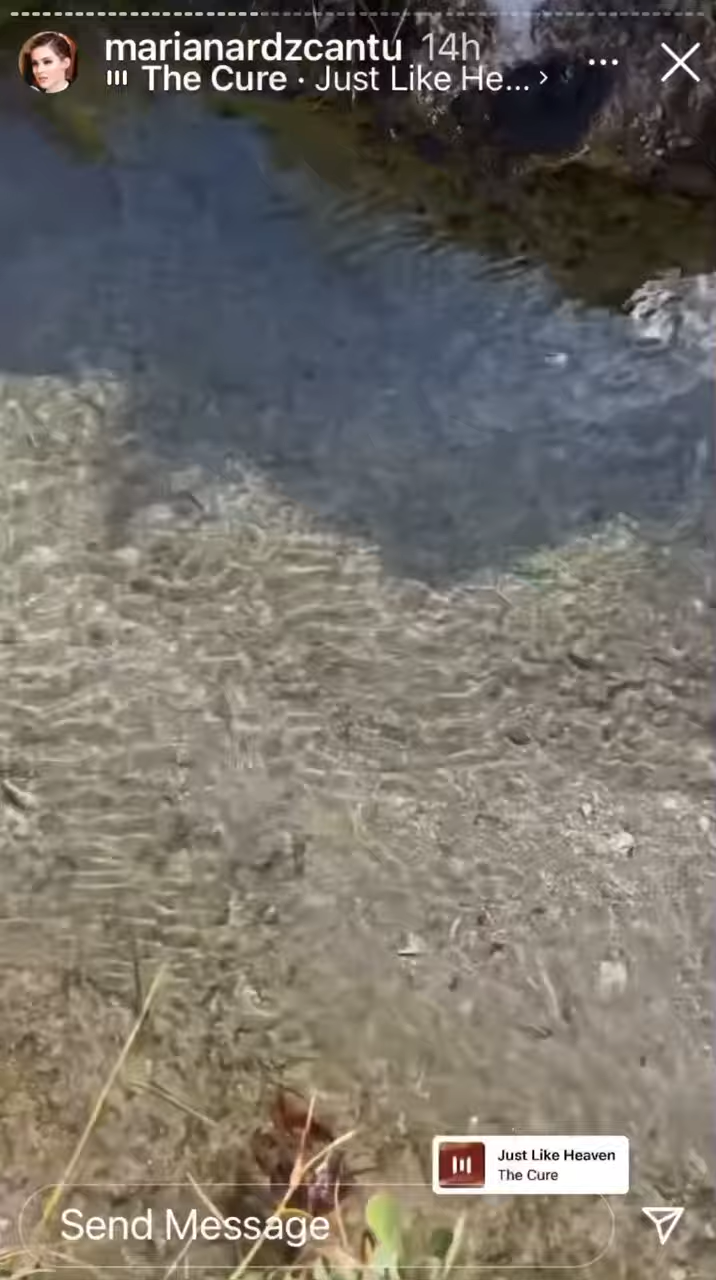 marianardzcantu 14h
The Cure · Just Like He... ›
Just Like Heaven
The Cure
Send Message